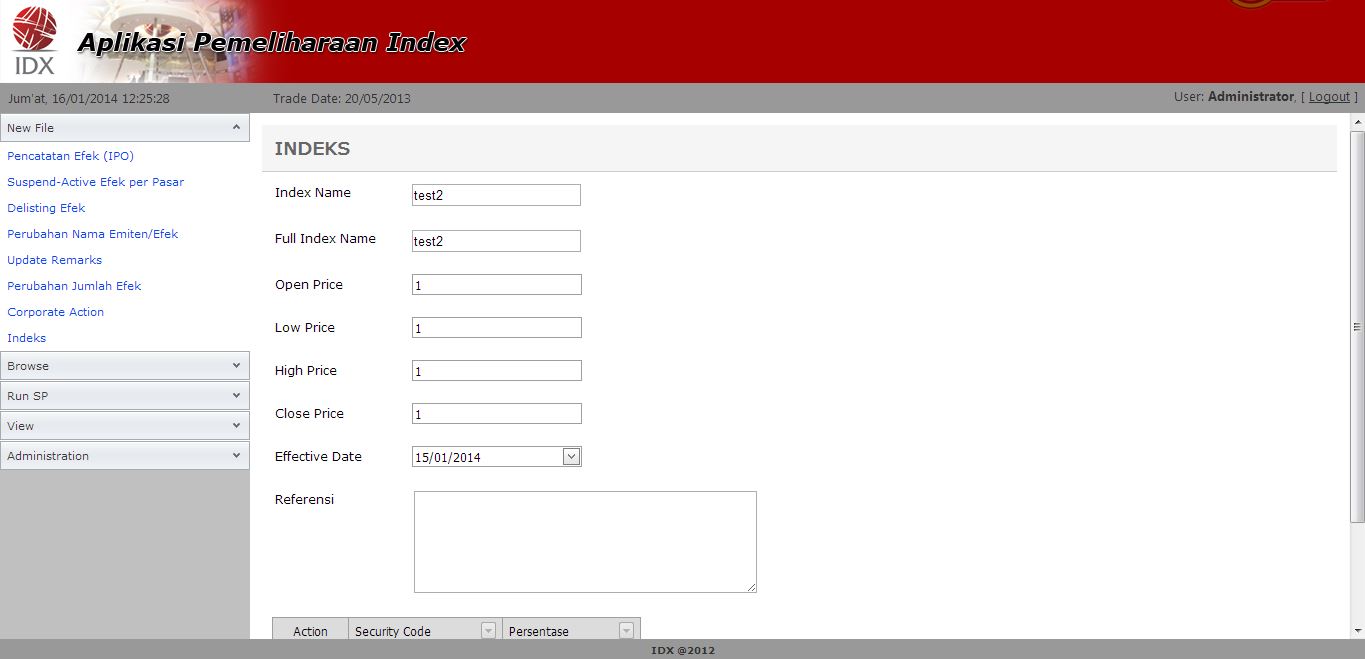 IDX
Aplikasi Pemeliharaan Index
Jum'at, 16/01/2014 12:25:28
Trade Date: 20/05/2013
User: Administrator, [ Logout ]
New File
Pencatatan Efek (IPO)
Suspend-Active Efek per Pasar
Delisting Efek
Perubahan Nama Emiten/Efek
Update Remarks
Perubahan Jumlah Efek
Corporate Action
Indeks
Browse
Run SP
View
Administration
INDEKS
Index Name test2
Full Index Name test2
Open Price 1
Low Price 1
High Price 1
Close Price 1
Effective Date 15/01/2014
Referensi
Action Security Code Persentase
IDX @2012